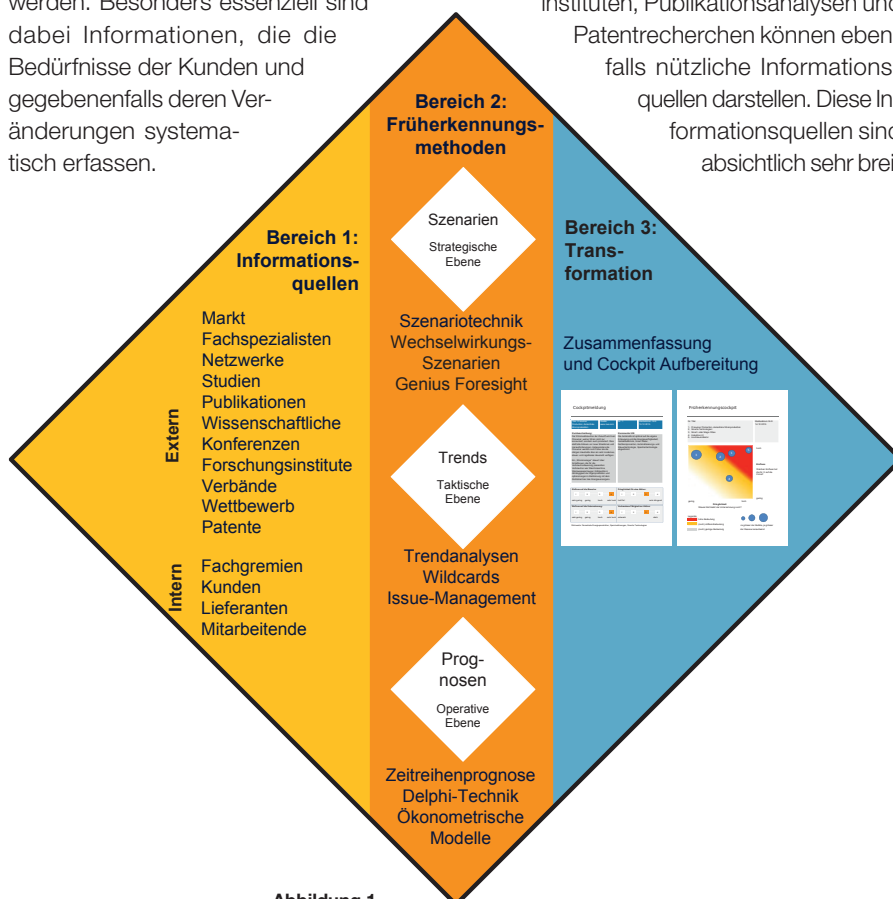 werden. Besonders essenziell sind
dabei Informationen, die die
Bedürfnisse der Kunden und
gegebenenfalls deren Ver-
änderungen systema-
tisch erfassen.
Instituten, Publikationsanalysen und
Patentrecherchen können eben
falls nützliche Informations
quellen darstellen. Diese In
formationsquellen sind
absichtlich sehr brei
Bereich 1:
Informations-
quellen
Extern
Markt
Fachspezialisten
Netzwerke
Studien
Publikationen
Wissenschaftliche
Konferenzen
Forschungsinstitute
Verbände
Wettbewerb
Patente
Intern
Fachgremien
Kunden
Lieferanten
Mitarbeitende
Bereich 2:
Früherkennungs-
methoden
Szenarien
Strategische
Ebene
Szenariotechnik
Wechselwirkungs-
Szenarien
Genius Foresight
Trends
Taktische
Ebene
Trendanalysen
Wildcards
Issue-Management
Prog-
nosen
Operative
Ebene
Zeitreihenprognose
Delphi-Technik
Ökonometrische
Modelle
Bereich 3:
Trans-
formation
Zusammenfassung
und Cockpit Aufbereitung
Cockpitmeldung
Früherkennungscockpit
Abbildung 1